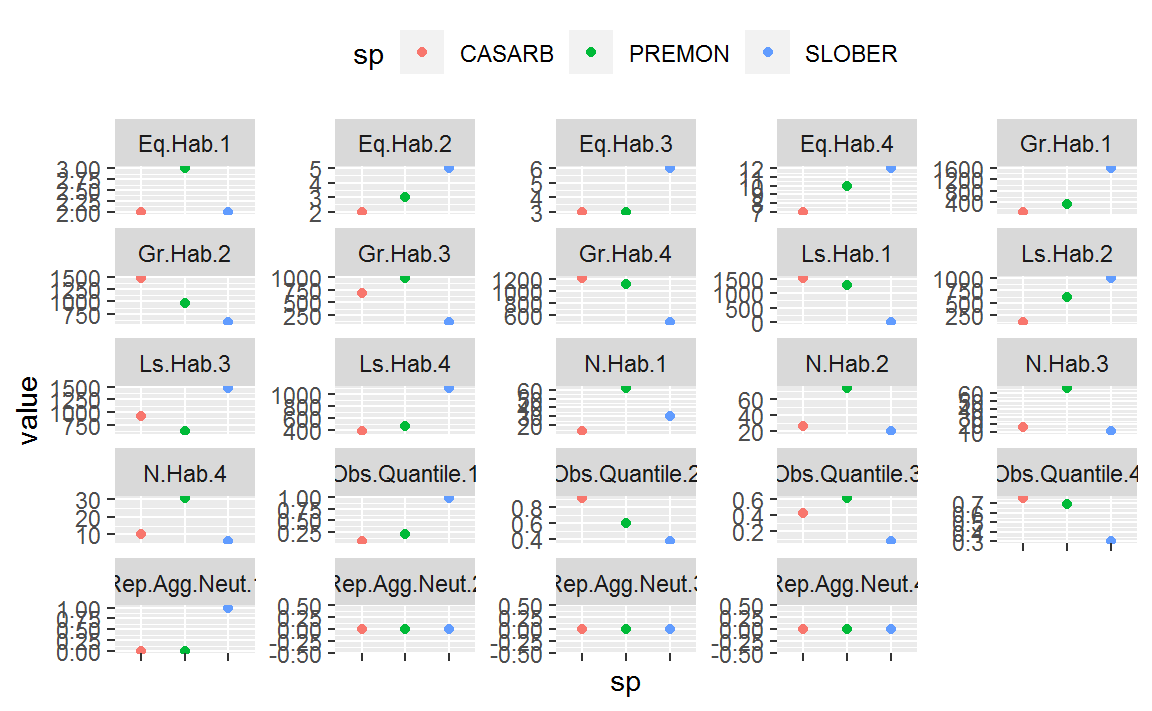 sp CASARB PREMON SLOBER
Eq.Hab.1 Eq.Hab.2 Eq.Hab.3 Eq.Hab.4 Gr.Hab.1
3.00 2.75 2.50 2.25 2.00
5 4 3 2
6 5 4 3
12 11 10 9 8 7
1600 1200 800 400
Gr.Hab.2 Gr.Hab.3 Gr.Hab.4 Ls.Hab.1 Ls.Hab.2
1500 1250 1000 750
1000 750 500 250
1200 1000 800 600
1500 1000 500 0
1000 750 500 250
Ls.Hab.3 Ls.Hab.4 N.Hab.1 N.Hab.2 N.Hab.3
1500 1250 1000 750
1000 800 600 400
60 50 40 30 20
60 40 20
60 50 40 30 20 10
N.Hab.4 Obs.Quantile.1 Obs.Quantile.2 Obs.Quantile.3 Obs.Quantile.4
30 20 10
1.00 0.75 0.50 0.25
0.8 0.6 0.4
0.6 0.4 0.2
0.7 0.6 0.5 0.4 0.3
Rep.Agg.Neut.1 Rep.Agg.Neut.2 Rep.Agg.Neut.3 Rep.Agg.Neut.4
1.00 0.75 0.50 0.25 0.00
0.50 0.25 0.00 -0.25 -0.50
0.50 0.25 0.00 -0.25 -0.50
0.50 0.25 0.00 -0.25 -0.50
value
sp